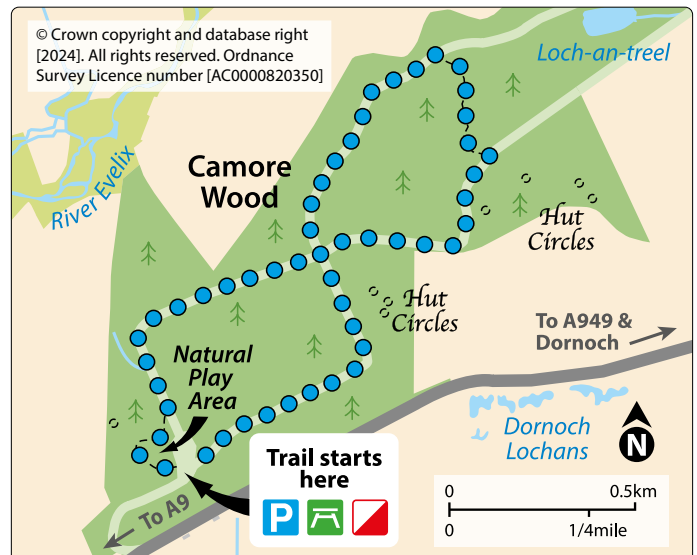 © Crown copyright and database right
[2024]. All rights reserved. Ordnance
Survey Licence number [AC0000820350]
Loch-an-treel
River Evelix
Camore
Wood
Hut
Circles
Hut
Circles
To A949 &
Dornoch
Natural
Play
Area
Dornoch
Lochans
N
Trail starts
here
P
To A9
0 0.5km
0 1/4mile